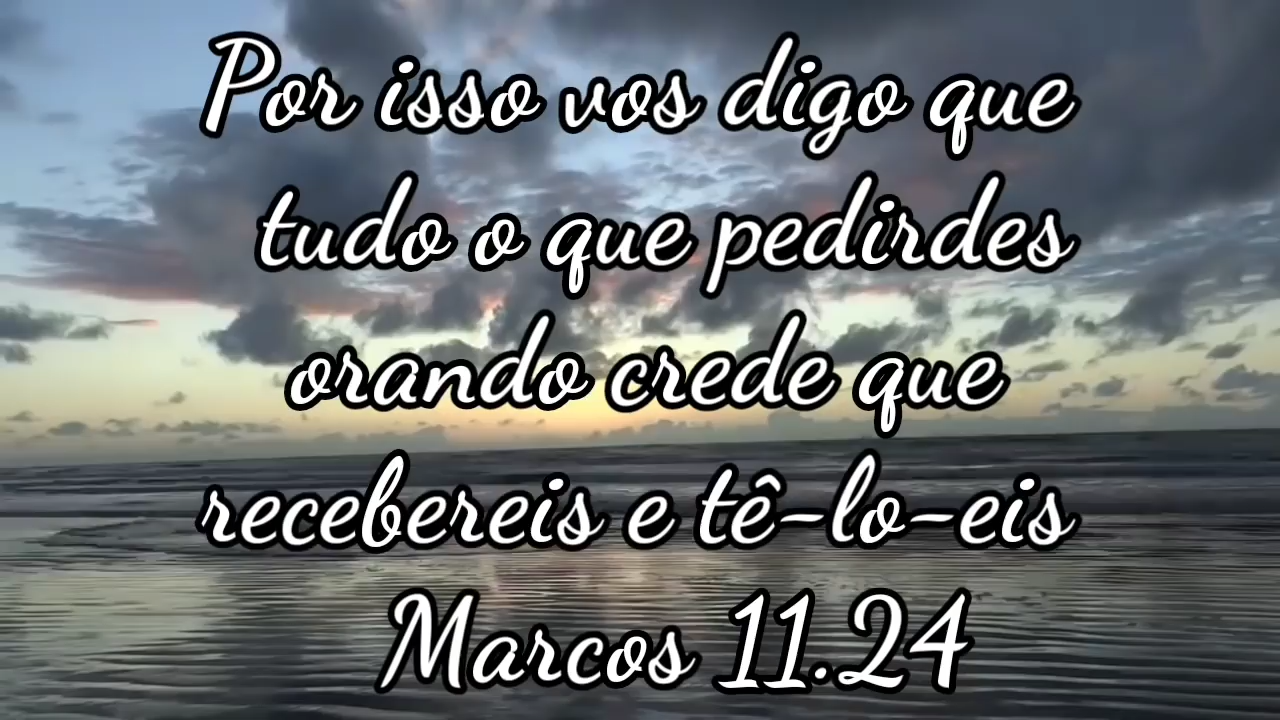 Por isso vos digo que
tudo o que pedirdes
orando crede que
recebereis e tê-lo-eis
Marcos 11.24